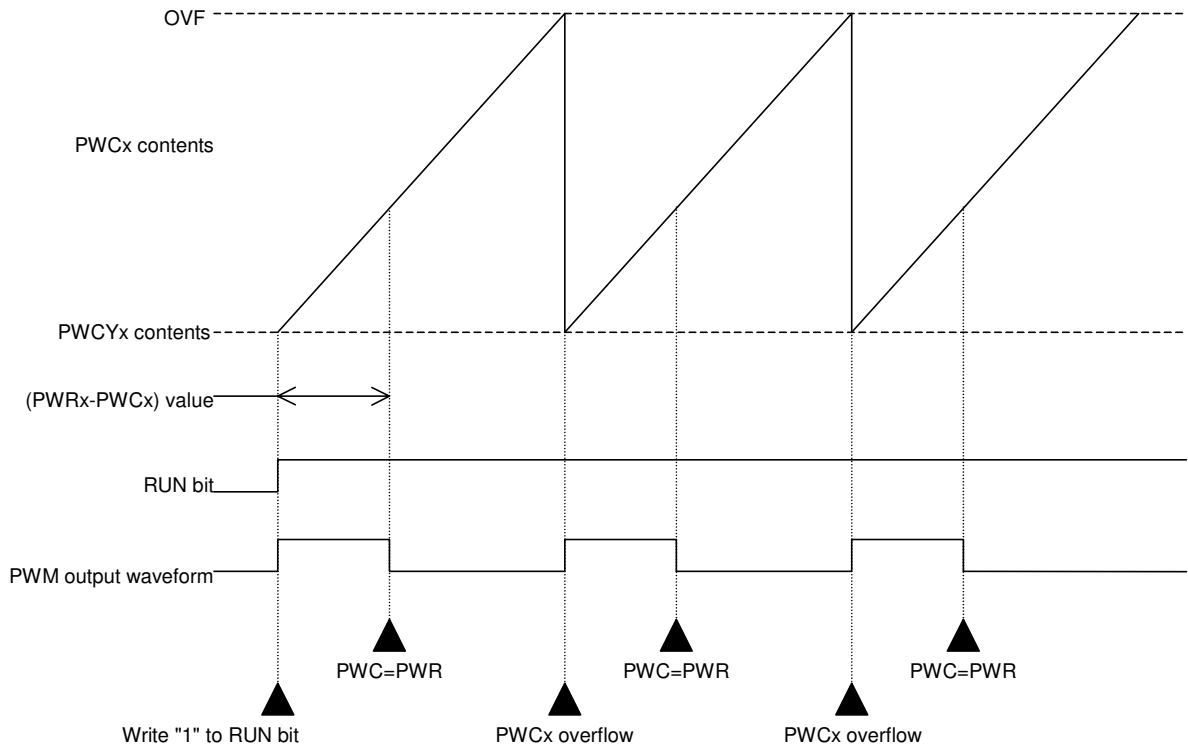 OVF
PWCx contents
PWCYx contents
(PWRx-PWCx) value
RUN bit
PWM output waveform
PWC=PWR
PWC=PWR
PWC=PWR
Write "1" to RUN bit
PWCx overflow
PWCx overflow